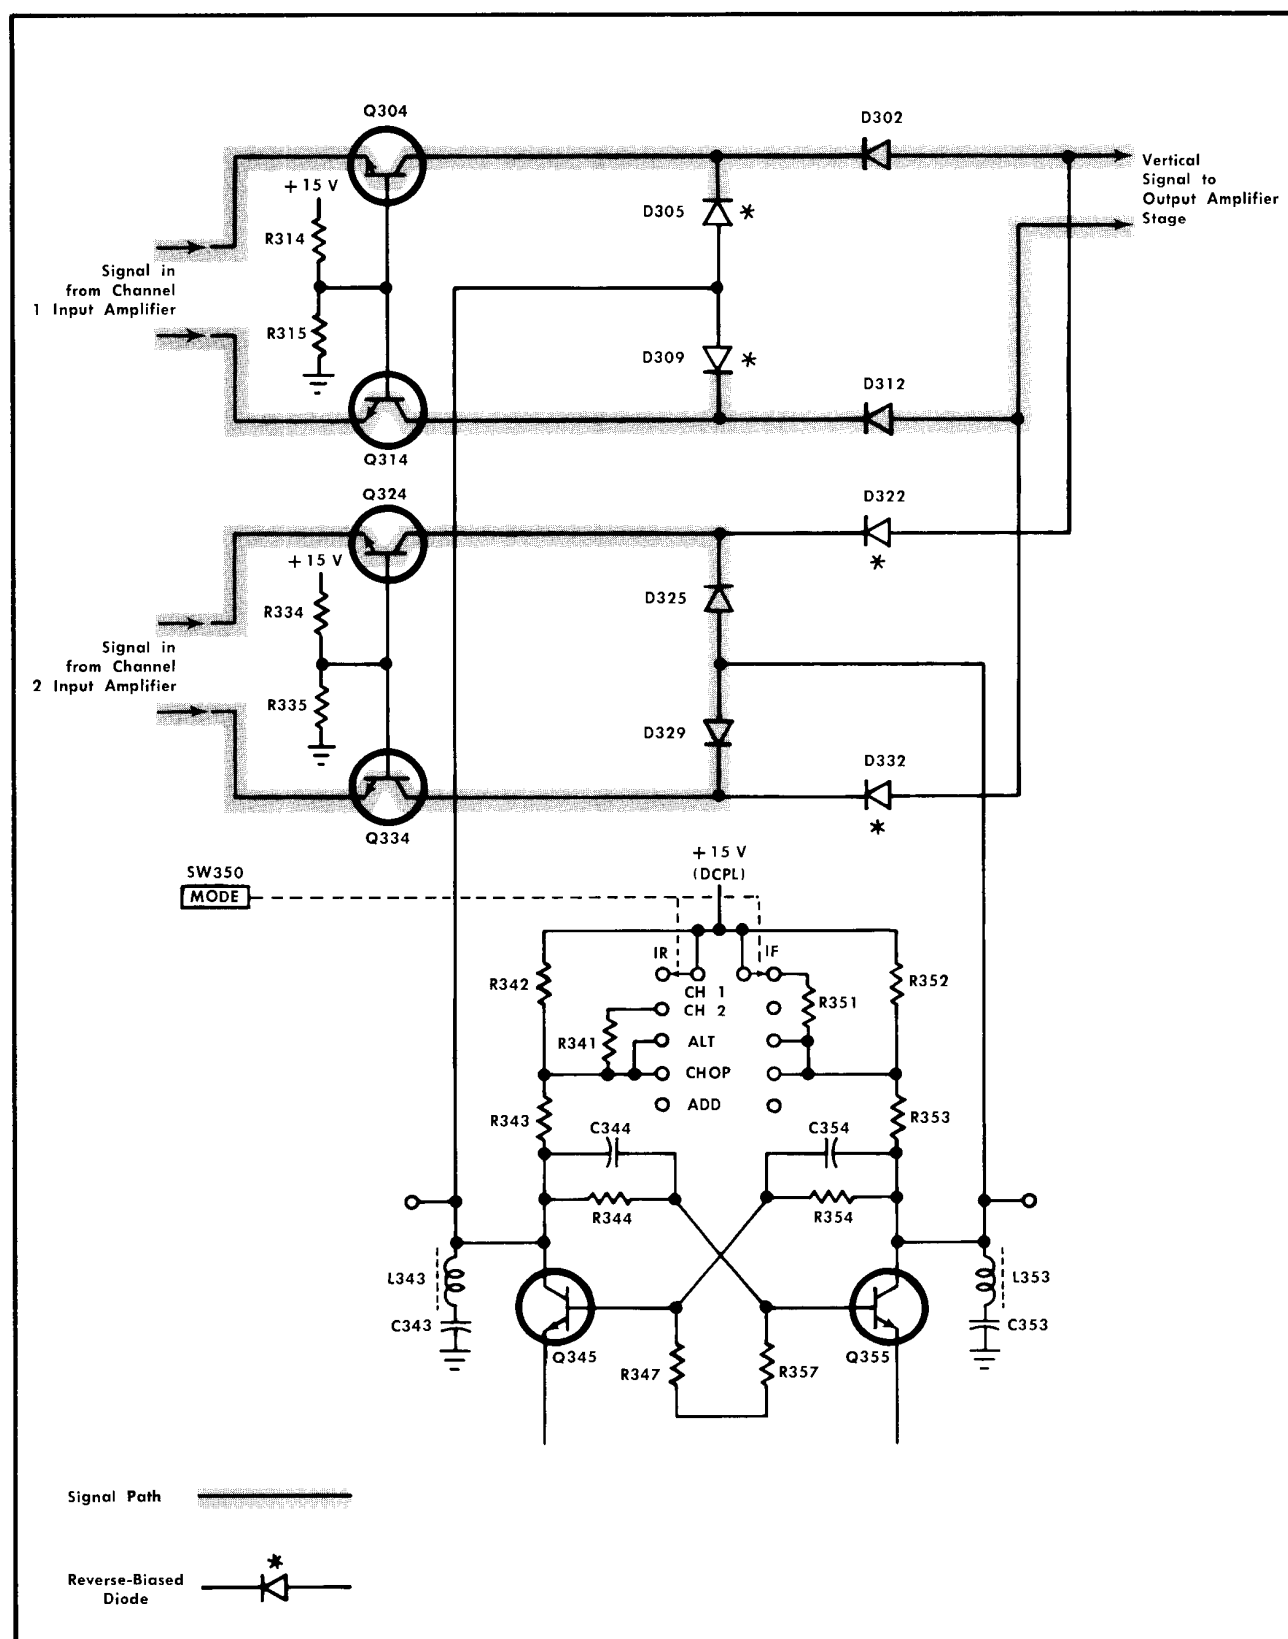 Q304
D302
+15 V
Vertical
Signal to
Output Amplifier
Stage
D305 *
R314
Signal in
from Channel
1 Input Amplifier
R315
D309 *
D312
Q314
Q324
D322
*
+15 V
D325
R334
Signal in
from Channel
2 Input Amplifier
R335
D329
D332
*
Q334
+15 V
(DCPL)
SW350
MODE
IR
IF
R342
R352
CH 1
CH 2
R351
R341
ALT
CHOP
ADD
R343
R353
C344
C354
R344
R354
L343
L353
C343
C353
Q345
Q355
R347
R357
Signal Path
*
Reverse-Biased
Diode